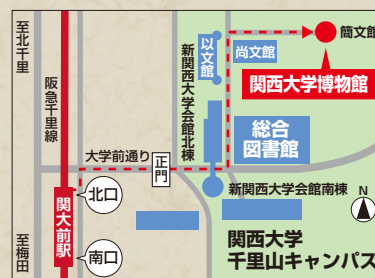 至北千里
阪急千里線
関大前駅
至梅田
北口
南口
大学前通り
正門
新関西大学会館北棟
以文館
尚文館
簡文館
関西大学博物館
総合
図書館
新関西大学会館南棟
N
関西大学
千里山キャンパス